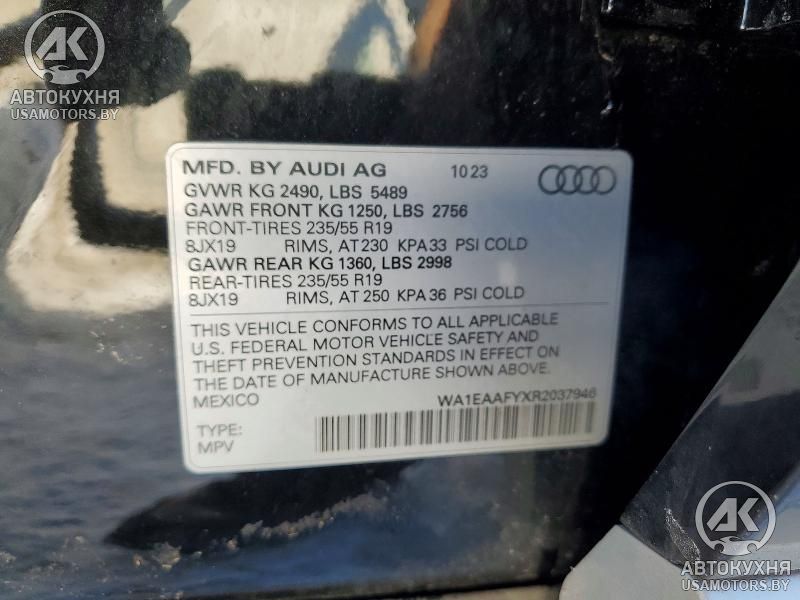 AK
АВТОКУХНЯ
USAMOTORS.BY
MFD. BY AUDI AG 10 23
GVWR KG 2490, LBS 5489
GAWR FRONT KG 1250, LBS 2756
FRONT-TIRES 235/55 R19
8JX19 RIMS, AT 230 KPA 33 PSI COLD
GAWR REAR KG 1360, LBS 2998
REAR-TIRES 235/55 R19
8JX19 RIMS, AT 250 KPA 36 PSI COLD
THIS VEHICLE CONFORMS TO ALL APPLICABLE
U.S. FEDERAL MOTOR VEHICLE SAFETY AND
THEFT PREVENTION STANDARDS IN EFFECT ON
THE DATE OF MANUFACTURE SHOWN ABOVE.
MEXICO WA1EAAFYXR2037946
TYPE:
MPV
AK
АВТОКУХНЯ
USAMOTORS.BY